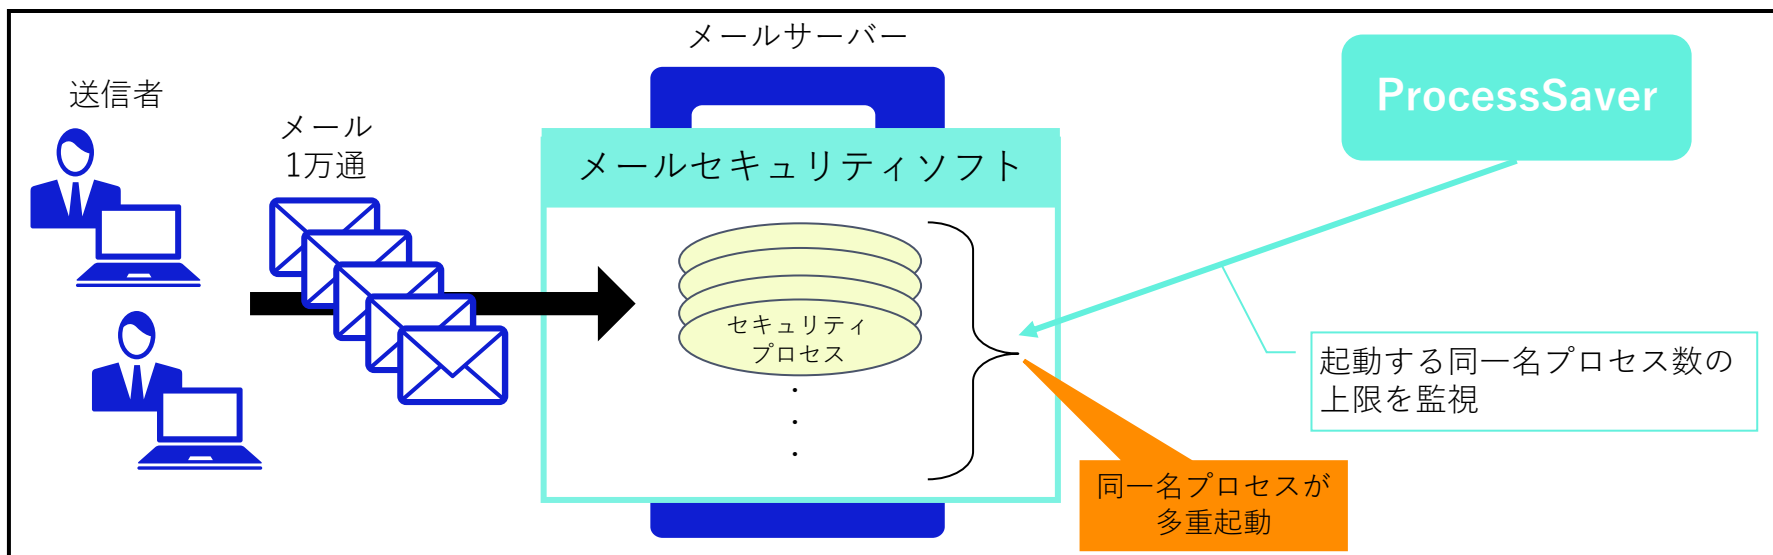 メールサーバー
送信者
メール
1万通
メールセキュリティソフト
ProcessSaver
セキュリティ
プロセス
起動する同一名プロセス数の
上限を監視
同一名プロセスが
多重起動